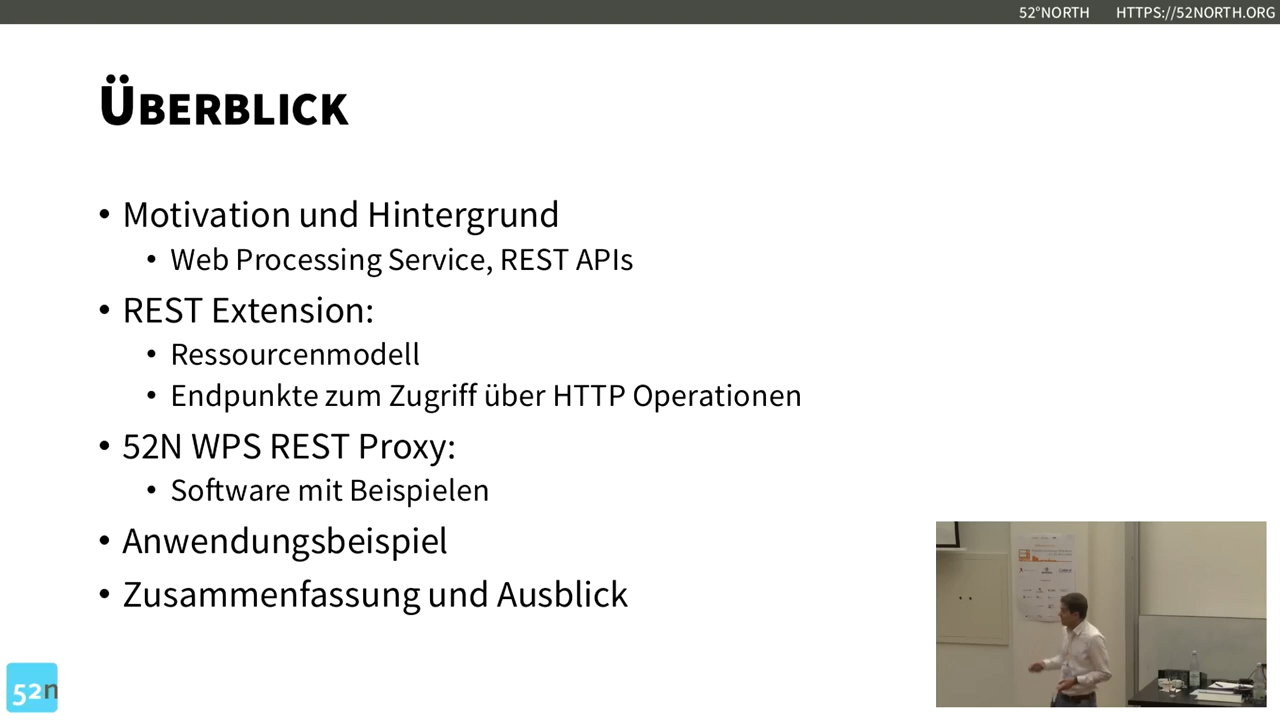 52°NORTH HTTPS://52NORTH.ORG
ÜBERBLICK
• Motivation und Hintergrund
• Web Processing Service, REST APIs
• REST Extension:
• Ressourcenmodell
• Endpunkte zum Zugriff über HTTP Operationen
• 52N WPS REST Proxy:
• Software mit Beispielen
• Anwendungsbeispiel
• Zusammenfassung und Ausblick
52n